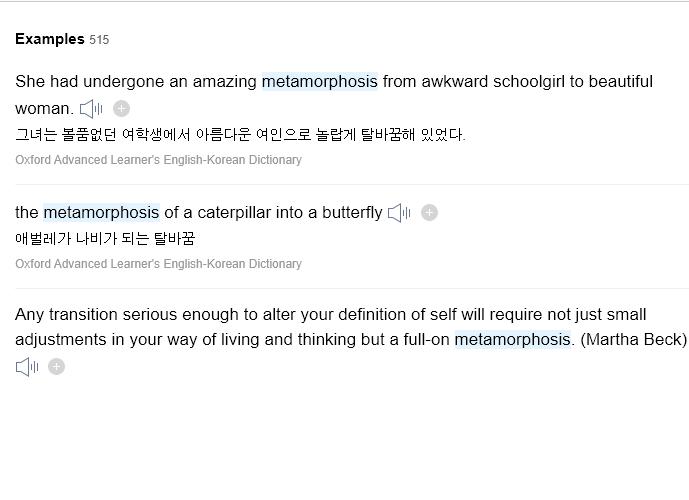 Examples 515
She had undergone an amazing metamorphosis from awkward schoolgirl to beautiful
woman.
그녀는 볼품없던 여학생에서 아름다운 여인으로 놀랍게 탈바꿈해 있었다.
Oxford Advanced Learner's English-Korean Dictionary
the metamorphosis of a caterpillar into a butterfly
애벌레가 나비가 되는 탈바꿈
Oxford Advanced Learner's English-Korean Dictionary
Any transition serious enough to alter your definition of self will require not just small
adjustments in your way of living and thinking but a full-on metamorphosis. (Martha Beck)